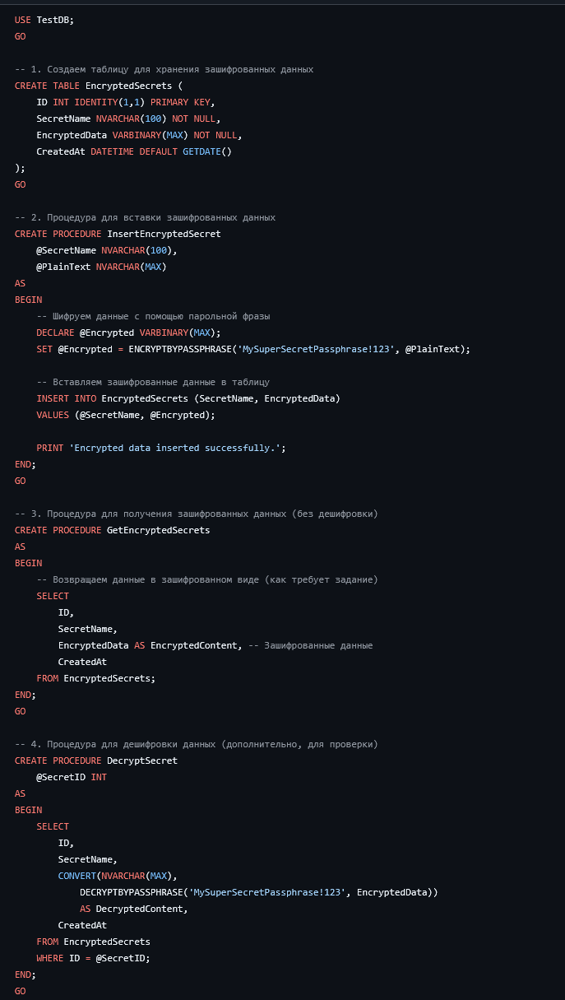 USE TestDB;
GO
-- 1. Создаем таблицу для хранения зашифрованных данных
CREATE TABLE EncryptedSecrets (
    ID INT IDENTITY(1,1) PRIMARY KEY,
    SecretName NVARCHAR(100) NOT NULL,
    EncryptedData VARBINARY(MAX) NOT NULL,
    CreatedAt DATETIME DEFAULT GETDATE()
);
GO
-- 2. Процедура для вставки зашифрованных данных
CREATE PROCEDURE InsertEncryptedSecret
    @SecretName NVARCHAR(100),
    @PlainText NVARCHAR(MAX)
AS
BEGIN
    -- Шифруем данные с помощью парольной фразы
    DECLARE @Encrypted VARBINARY(MAX);
    SET @Encrypted = ENCRYPTBYPASSPHRASE('MySuperSecretPassphrase!123', @PlainText);
    -- Вставляем зашифрованные данные в таблицу
    INSERT INTO EncryptedSecrets (SecretName, EncryptedData)
    VALUES (@SecretName, @Encrypted);
    PRINT 'Encrypted data inserted successfully.';
END;
GO
-- 3. Процедура для получения зашифрованных данных (без дешифровки)
CREATE PROCEDURE GetEncryptedSecrets
AS
BEGIN
    -- Возвращаем данные в зашифрованном виде (как требует задание)
    SELECT
        ID,
        SecretName,
        EncryptedData AS EncryptedContent, -- Зашифрованные данные
        CreatedAt
    FROM EncryptedSecrets;
END;
GO
-- 4. Процедура для дешифровки данных (дополнительно, для проверки)
CREATE PROCEDURE DecryptSecret
    @SecretID INT
AS
BEGIN
    SELECT
        ID,
        SecretName,
        CONVERT(NVARCHAR(MAX),
            DECRYPTBYPASSPHRASE('MySuperSecretPassphrase!123', EncryptedData))
            AS DecryptedContent,
        CreatedAt
    FROM EncryptedSecrets
    WHERE ID = @SecretID;
END;
GO